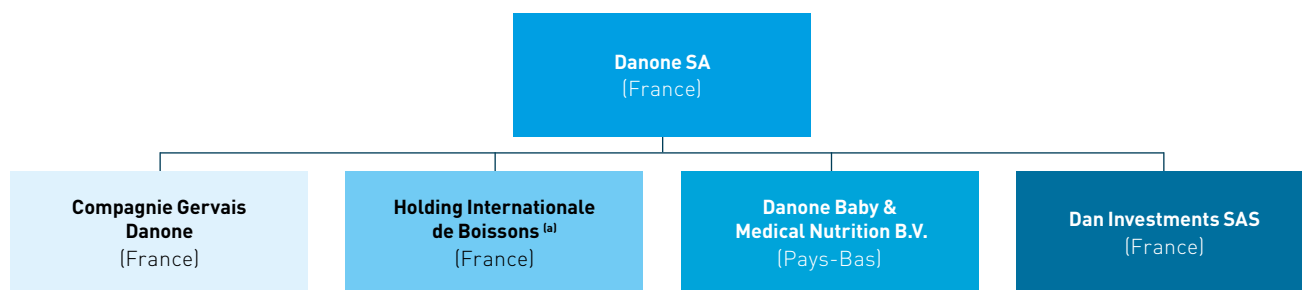 Danone SA
(France)
Compagnie Gervais
Danone
(France)
Holding Internationale
de Boissons (a)
(France)
Danone Baby &
Medical Nutrition B.V.
(Pays-Bas)
Dan Investments SAS
(France)